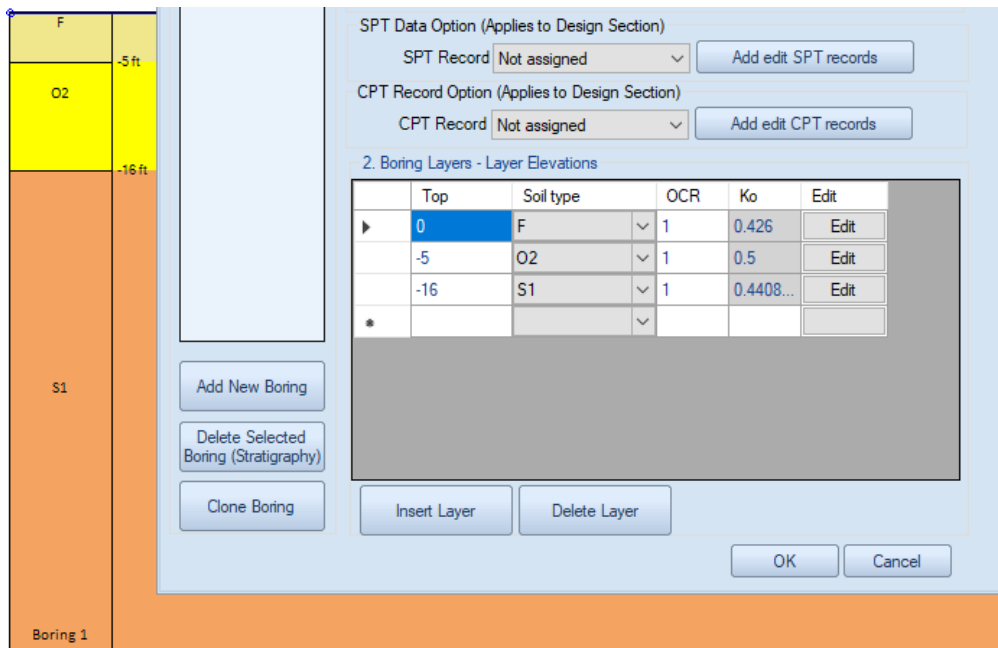 F
-5 ft
O2
-16 ft
S1
Boring 1
SPT Data Option (Applies to Design Section)
SPT Record Not assigned Add edit SPT records
CPT Record Option (Applies to Design Section)
CPT Record Not assigned Add edit CPT records
2. Boring Layers - Layer Elevations
Top Soil type OCR Ko Edit
0 F 1 0.426 Edit
-5 O2 1 0.5 Edit
-16 S1 1 0.4408... Edit
*
Add New Boring
Delete Selected
Boring (Stratigraphy)
Clone Boring
Insert Layer Delete Layer
OK Cancel